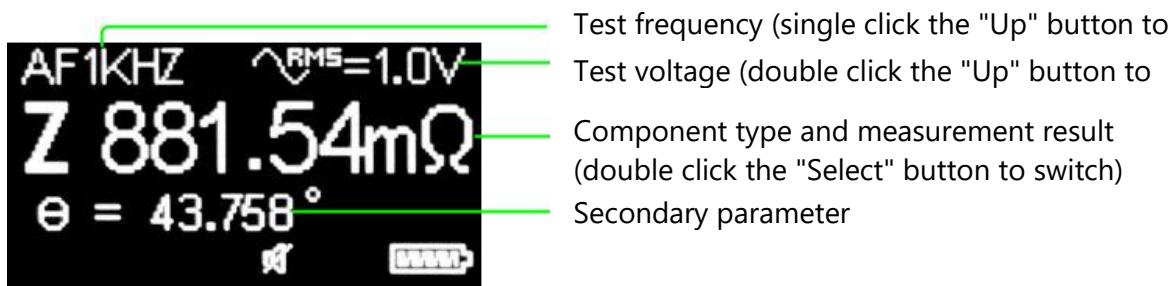 Test frequency (single click the "Up" button to
AF1KHZ RMS=1.0V
Test voltage (double click the "Up" button to
Z 881.54mΩ
Component type and measurement result
(double click the "Select" button to switch)
θ = 43.758°
Secondary parameter